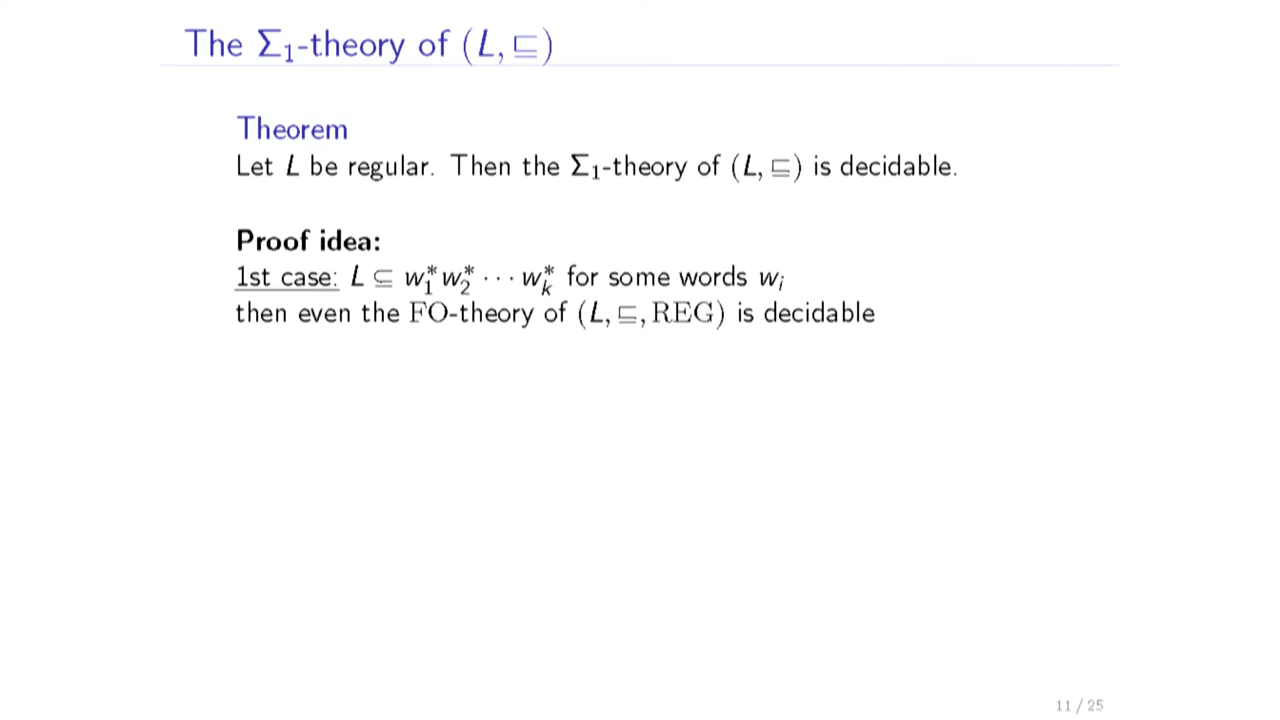 The Σ₁-theory of (L, ⊑)
Theorem
Let L be regular. Then the Σ₁-theory of (L, ⊑) is decidable.
Proof idea:
1st case: L ⊆ w₁* w₂* ··· wₖ* for some words wᵢ
then even the FO-theory of (L, ⊑, REG) is decidable
11 / 25